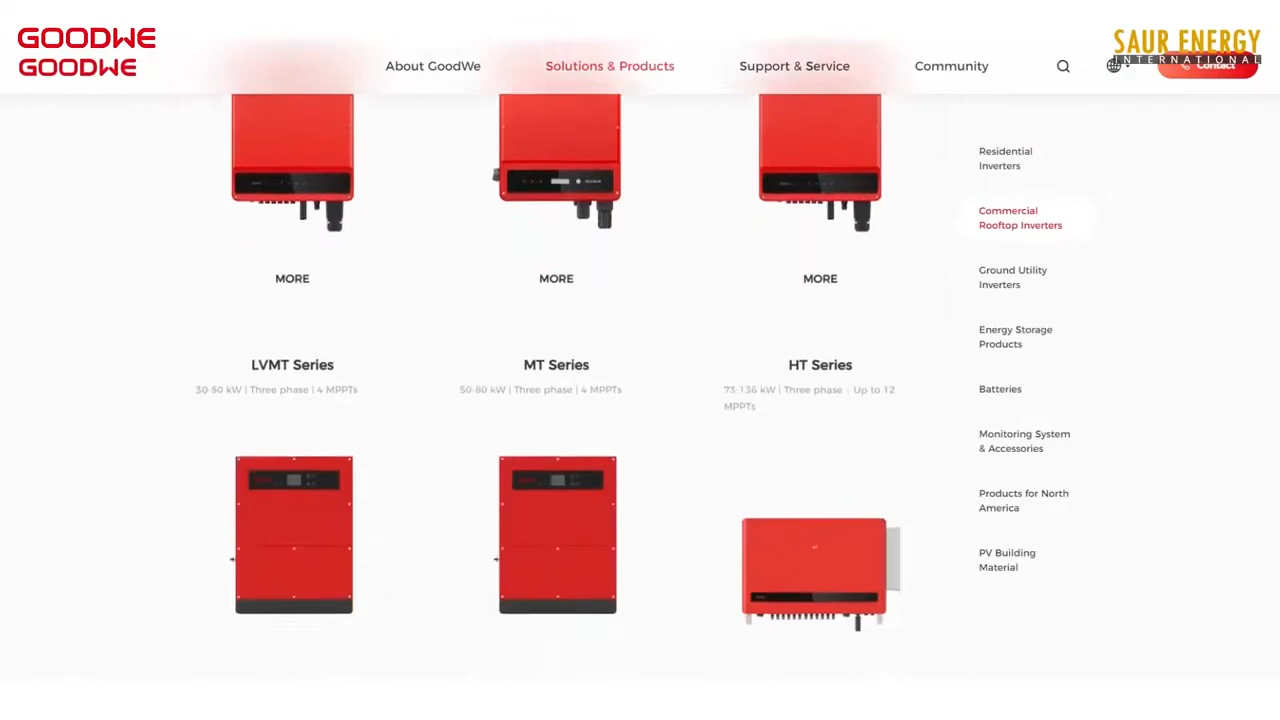 GOODWE
GOODWE
About GoodWe
Solutions & Products
Support & Service
Community
SAUR ENERGY
INTERNATIONAL
Contact
MORE
MORE
MORE
LVMT Series
30-50 kW | Three phase | 4 MPPTs
MT Series
50-80 kW | Three phase | 4 MPPTs
HT Series
73-136 kW | Three phase | Up to 12
MPPTs
Residential
Inverters
Commercial
Rooftop Inverters
Ground Utility
Inverters
Energy Storage
Products
Batteries
Monitoring System
& Accessories
Products for North
America
PV Building
Material